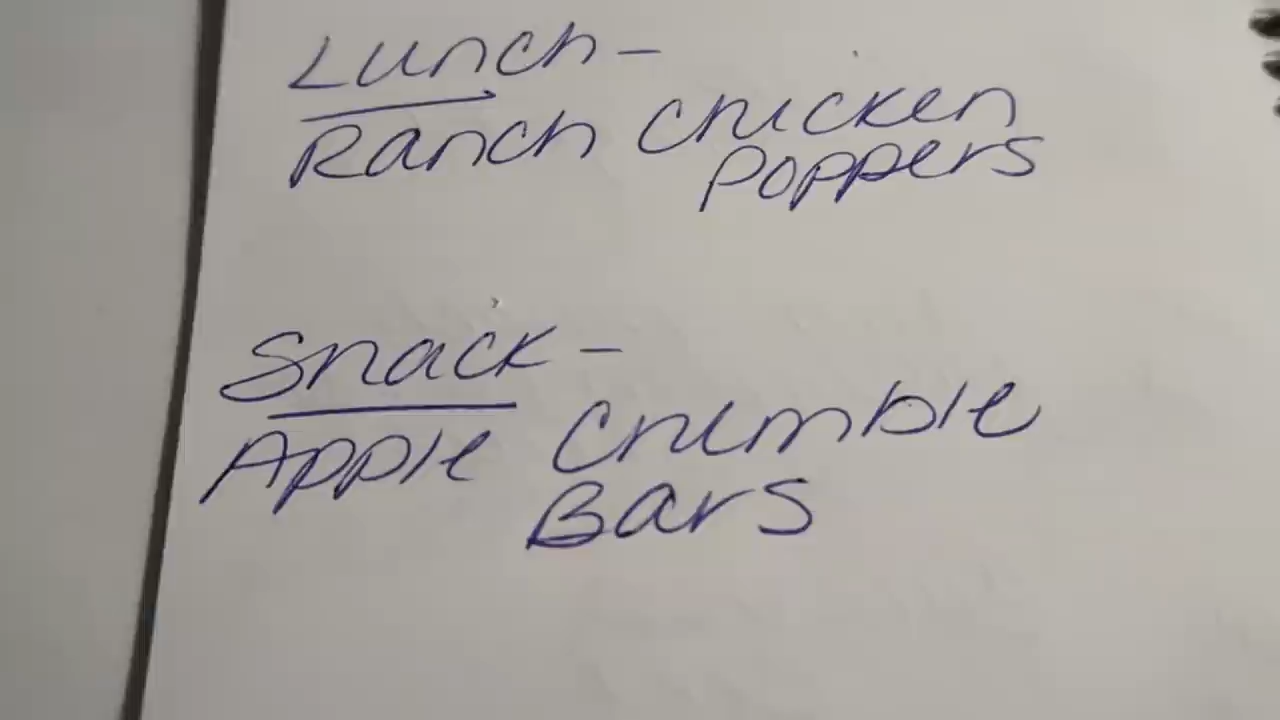 Lunch-
Ranch Chicken
Poppers
Snack-
Apple Crumble
Bars